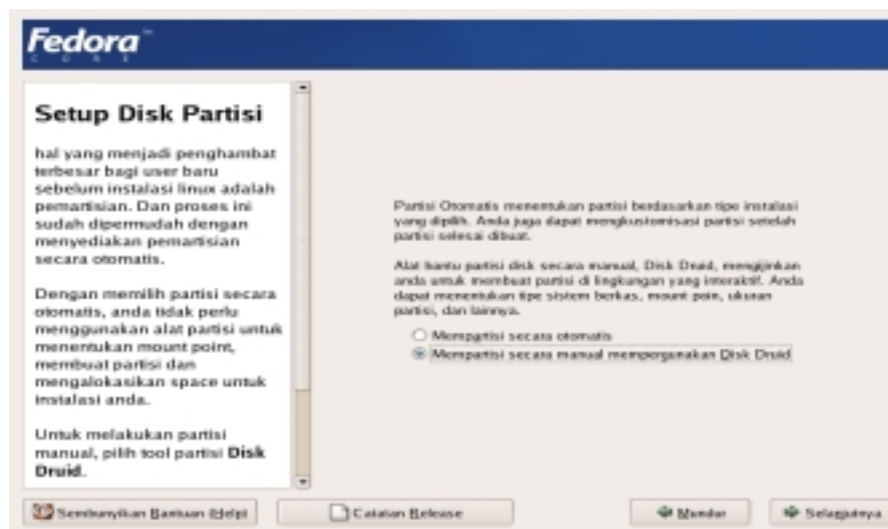 Fedora™
CORE
Setup Disk Partisi
hal yang menjadi penghambat
terbesar bagi user baru
sebelum instalasi linux adalah
pemartisian. Dan proses ini
sudah dipermudah dengan
menyediakan pemartisian
secara otomatis.
Dengan memilih partisi secara
otomatis, anda tidak perlu
menggunakan alat partisi untuk
menentukan mount point,
membuat partisi dan
mengalokasikan space untuk
instalasi anda.
Untuk melakukan partisi
manual, pilih tool partisi Disk
Druid.
Partisi Otomatis menentukan partisi berdasarkan tipe instalasi
yang dipilih. Anda juga dapat mengkustomisasi partisi setelah
partisi selesai dibuat.
Alat bantu partisi disk secara manual, Disk Druid, mengijinkan
anda untuk membuat partisi di lingkungan yang interaktif. Anda
dapat menentukan tipe sistem berkas, mount poin, ukuran
partisi, dan lainnya.
Mempartisi secara otomatis
Mempartisi secara manual mempergunakan Disk Druid
Sembunyikan Bantuan (Help)
Catatan Release
Mundur
Selanjutnya